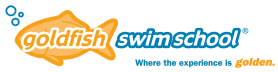 goldfish swim school®
Where the experience is golden.